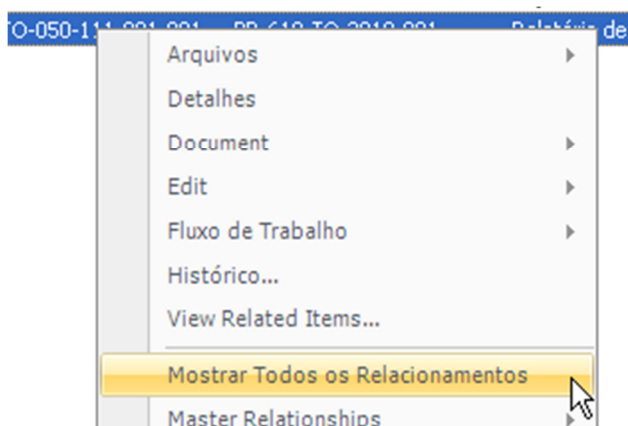 Arquivos
Detalhes
Document
Edit
Fluxo de Trabalho
Histórico...
View Related Items...
Mostrar Todos os Relacionamentos
Master Relationships